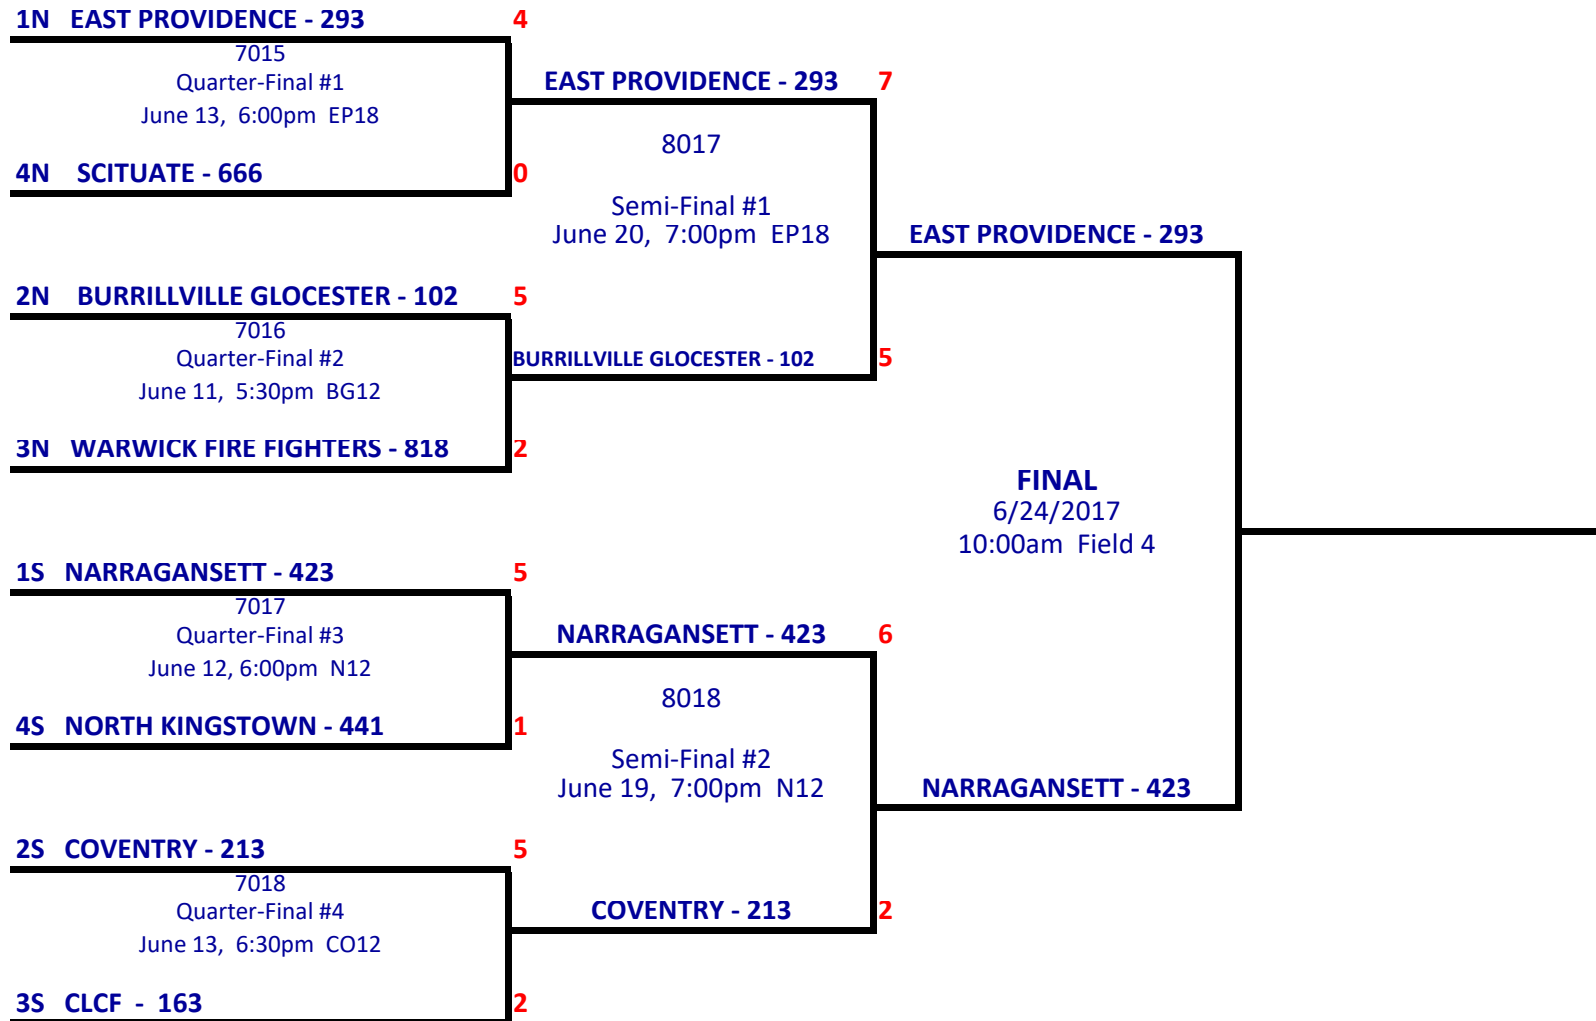 1N EAST PROVIDENCE - 293 4
7015
Quarter-Final #1
June 13, 6:00pm EP18
4N SCITUATE - 666 0
2N BURRILLVILLE GLOCESTER - 102 5
7016
Quarter-Final #2
June 11, 5:30pm BG12
3N WARWICK FIRE FIGHTERS - 818 2
1S NARRAGANSETT - 423 5
7017
Quarter-Final #3
June 12, 6:00pm N12
4S NORTH KINGSTOWN - 441 1
2S COVENTRY - 213 5
7018
Quarter-Final #4
June 13, 6:30pm CO12
3S CLCF - 163 2
EAST PROVIDENCE - 293 7
8017
Semi-Final #1
June 20, 7:00pm EP18
BURRILLVILLE GLOCESTER - 102 5
NARRAGANSETT - 423 6
8018
Semi-Final #2
June 19, 7:00pm N12
COVENTRY - 213 2
EAST PROVIDENCE - 293
FINAL
6/24/2017
10:00am Field 4
NARRAGANSETT - 423